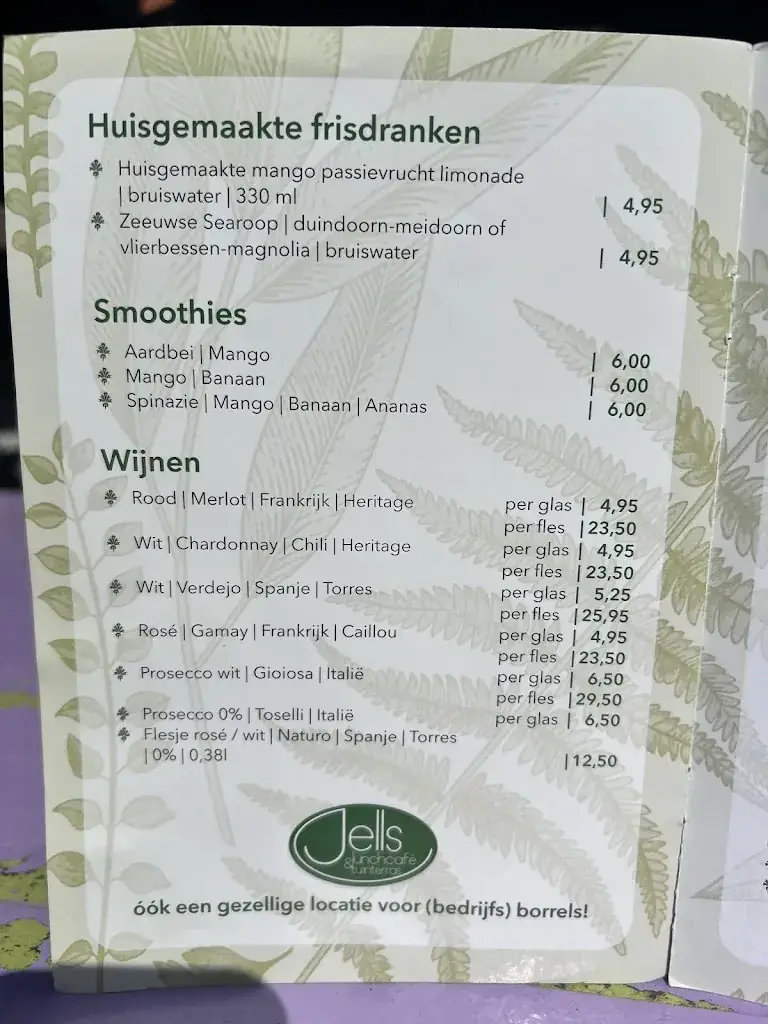 Huisgemaakte frisdranken
Huisgemaakte mango passievrucht limonade
| bruiswater | 330 ml | 4,95
Zeeuwse Searoop | duindoorn-meidoorn of
vlierbessen-magnolia | bruiswater | 4,95
Smoothies
Aardbei | Mango | 6,00
Mango | Banaan | 6,00
Spinazie | Mango | Banaan | Ananas | 6,00
Wijnen
Rood | Merlot | Frankrijk | Heritage per glas | 4,95
per fles | 23,50
Wit | Chardonnay | Chili | Heritage per glas | 4,95
per fles | 23,50
Wit | Verdejo | Spanje | Torres per glas | 5,25
per fles | 25,95
Rosé | Gamay | Frankrijk | Caillou per glas | 4,95
per fles | 23,50
Prosecco wit | Gioiosa | Italië per glas | 6,50
per fles | 29,50
Prosecco 0% | Toselli | Italië per glas | 6,50
Flesje rosé / wit | Naturo | Spanje | Torres
| 0% | 0,38l | 12,50
Jells
lunchcafé
& tuinterras
óók een gezellige locatie voor (bedrijfs) borrels!